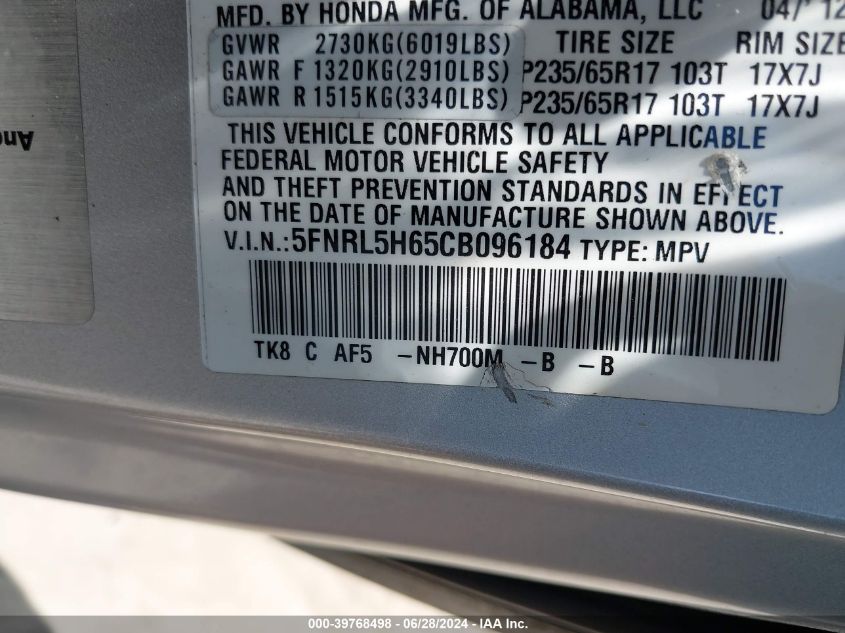 MFD. BY HONDA MFG. OF ALABAMA, LLC 04/12
GVWR 2730KG(6019LBS) TIRE SIZE RIM SIZE
GAWR F 1320KG(2910LBS) P235/65R17 103T 17X7J
GAWR R 1515KG(3340LBS) P235/65R17 103T 17X7J
THIS VEHICLE CONFORMS TO ALL APPLICABLE
FEDERAL MOTOR VEHICLE SAFETY
AND THEFT PREVENTION STANDARDS IN EFFECT
ON THE DATE OF MANUFACTURE SHOWN ABOVE.
V.I.N.: 5FNRL5H65CB096184 TYPE: MPV
TK8 C AF5 -NH700M -B -B
000-39768498 - 06/28/2024 - IAA Inc.